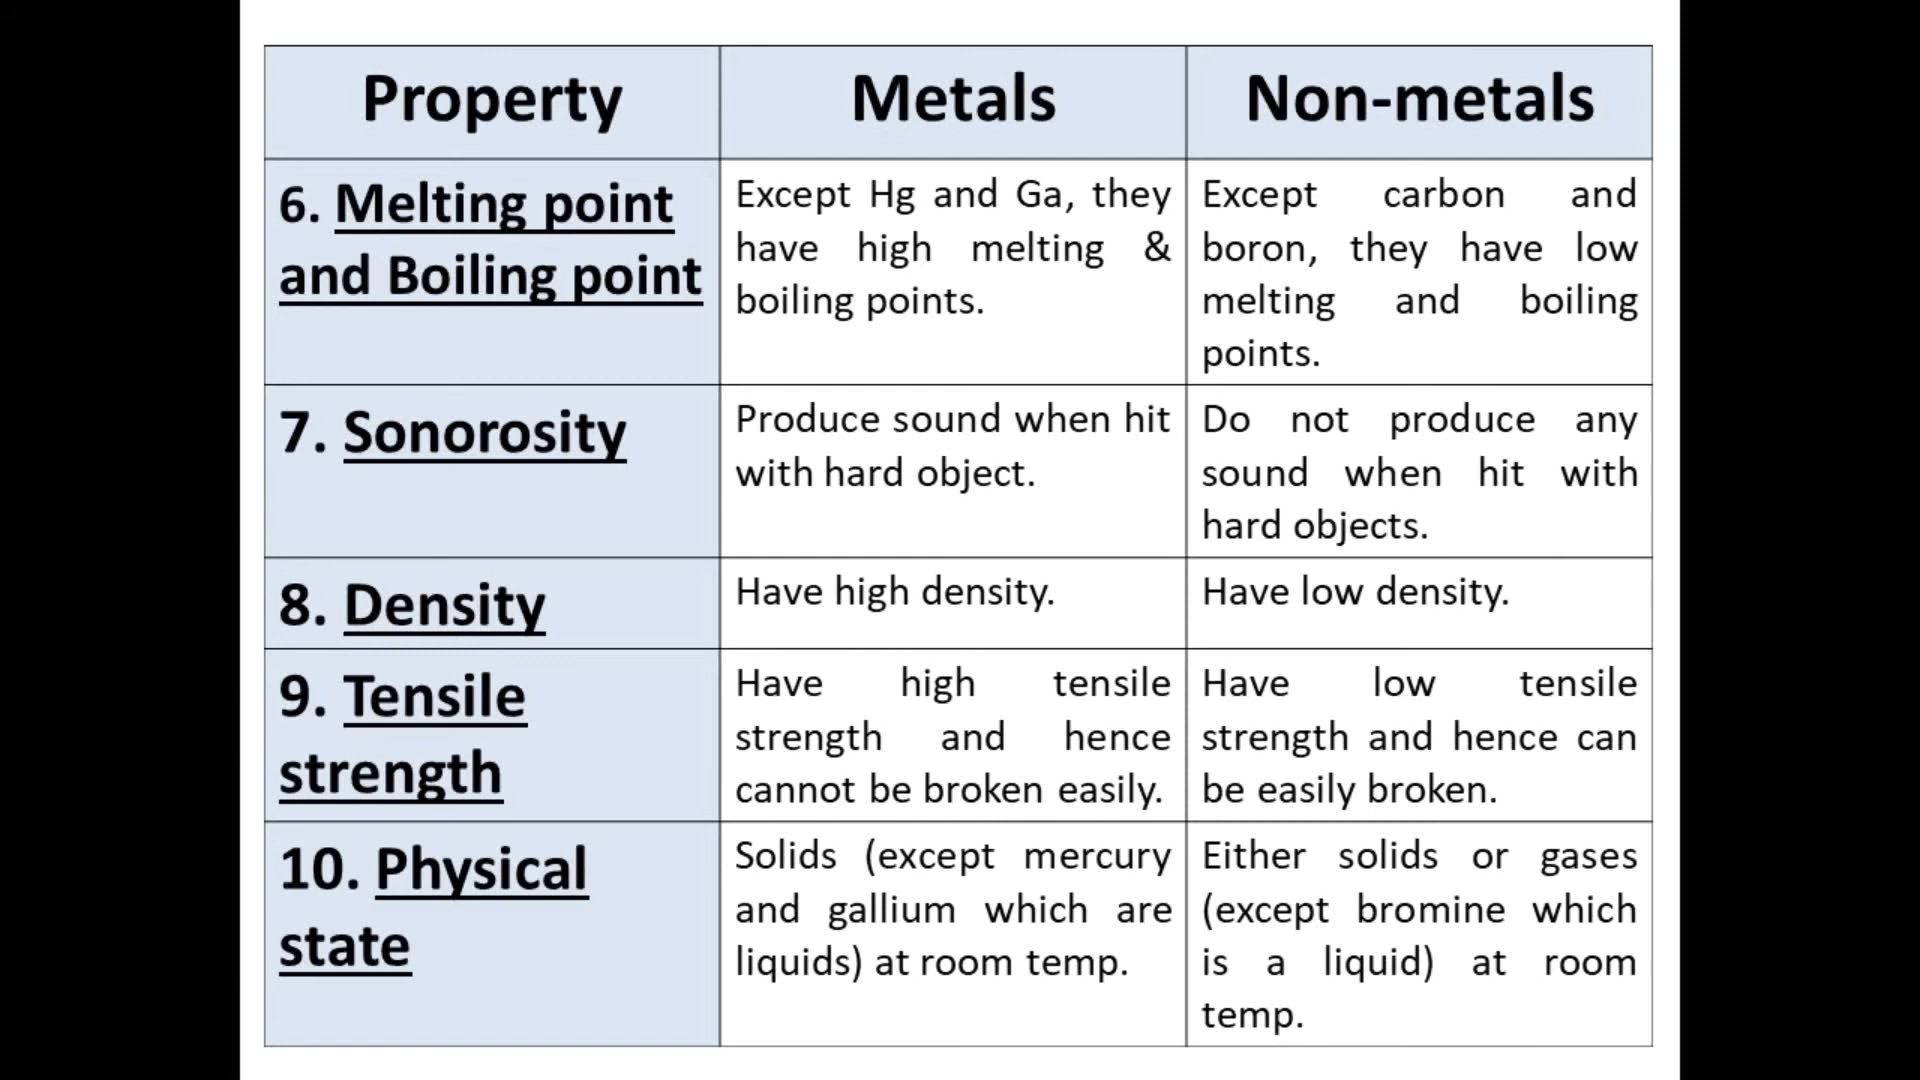 Property
Metals
Non-metals
6. Melting point
and Boiling point
Except Hg and Ga, they
have high melting &
boiling points.
Except carbon and
boron, they have low
melting and boiling
points.
7. Sonorosity
Produce sound when hit
with hard object.
Do not produce any
sound when hit with
hard objects.
8. Density
Have high density.
Have low density.
9. Tensile
strength
Have high tensile
strength and hence
cannot be broken easily.
Have low tensile
strength and hence can
be easily broken.
10. Physical
state
Solids (except mercury
and gallium which are
liquids) at room temp.
Either solids or gases
(except bromine which
is a liquid) at room
temp.